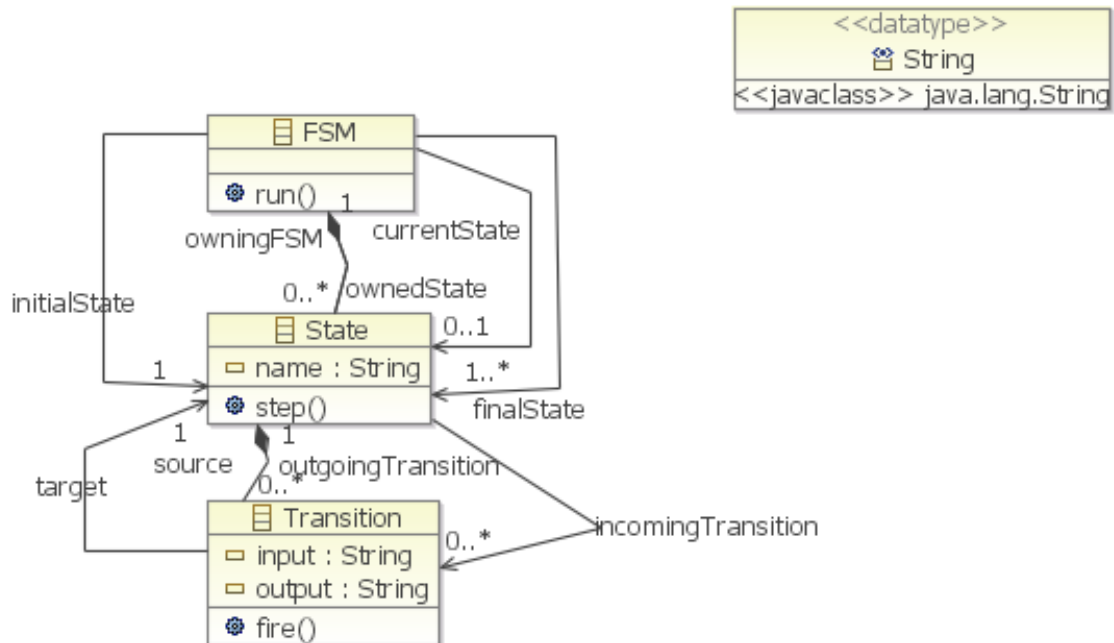 <<datatype>>
String
<<javaclass>> java.lang.String
FSM
run()
1
owningFSM
currentState
0..*
ownedState
initialState
0..1
State
name : String
1
1..*
step()
finalState
1
1
source
outgoingTransition
target
0..*
Transition
incomingTransition
input : String
0..*
output : String
fire()